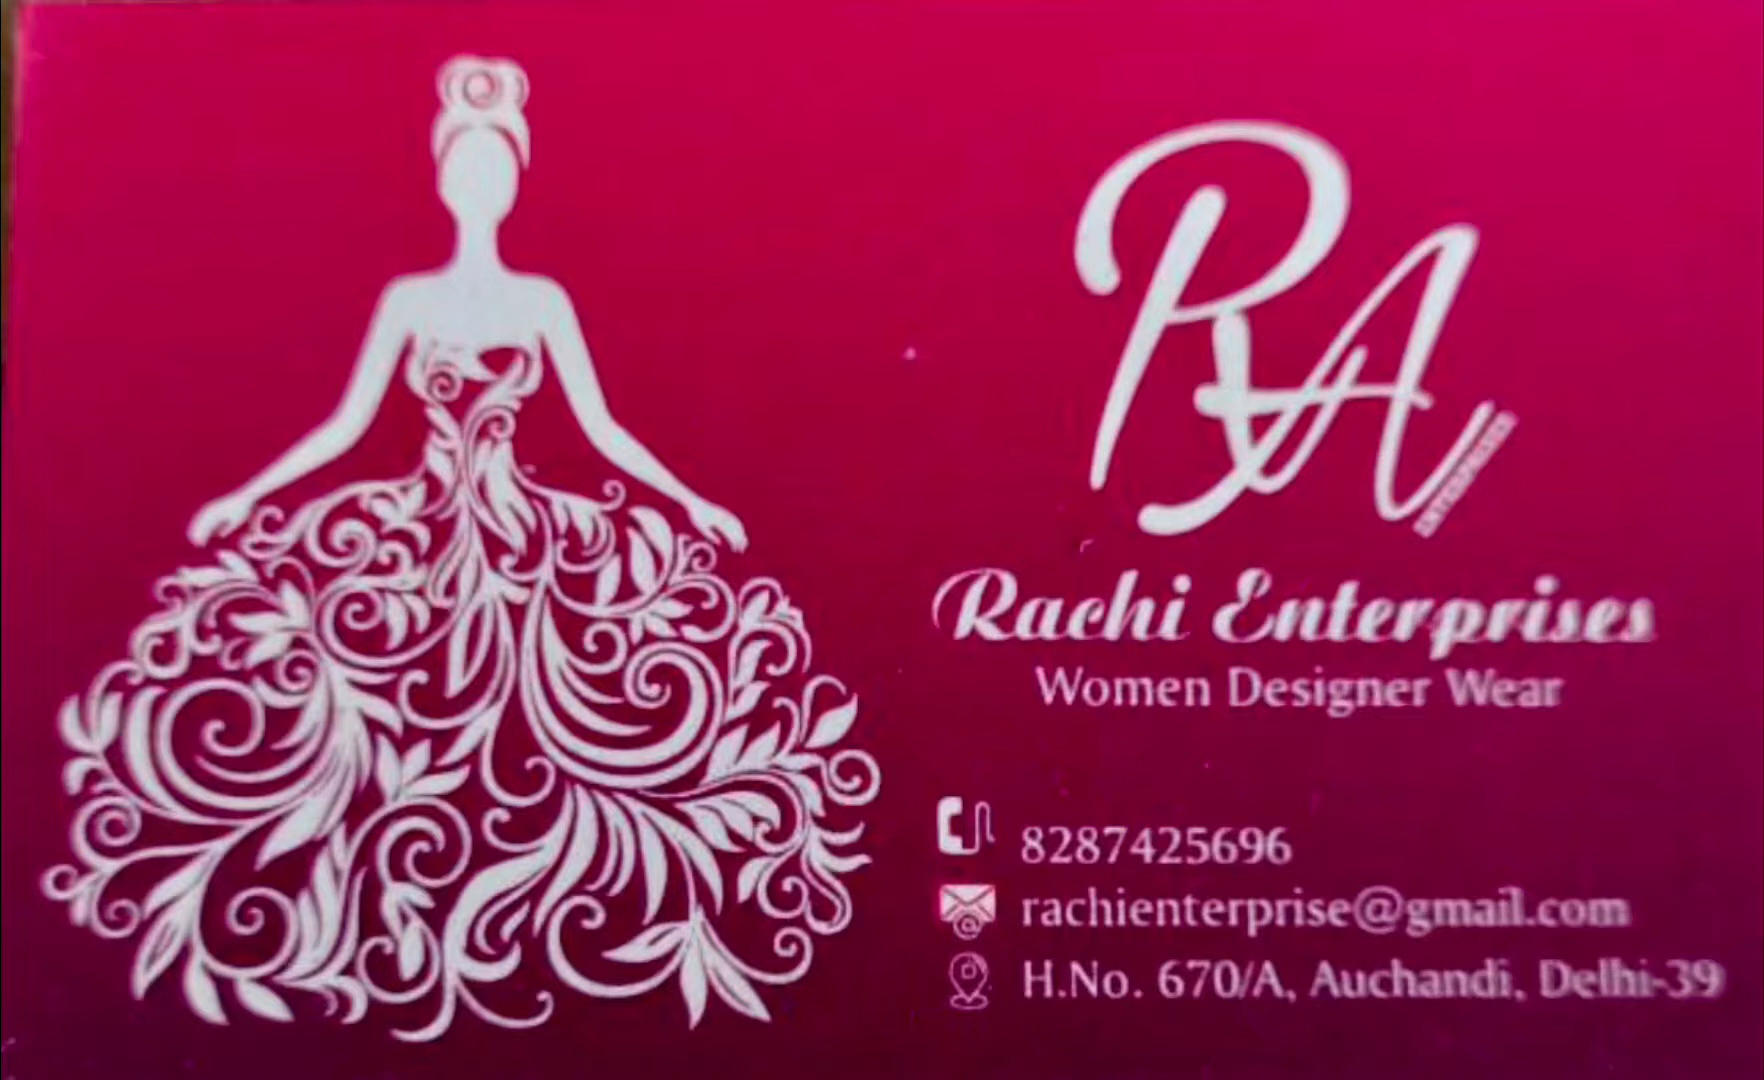 RA
Rachi Enterprises
Women Designer Wear
8287425696
rachienterprise@gmail.com
H.No. 670/A, Auchandi, Delhi-39